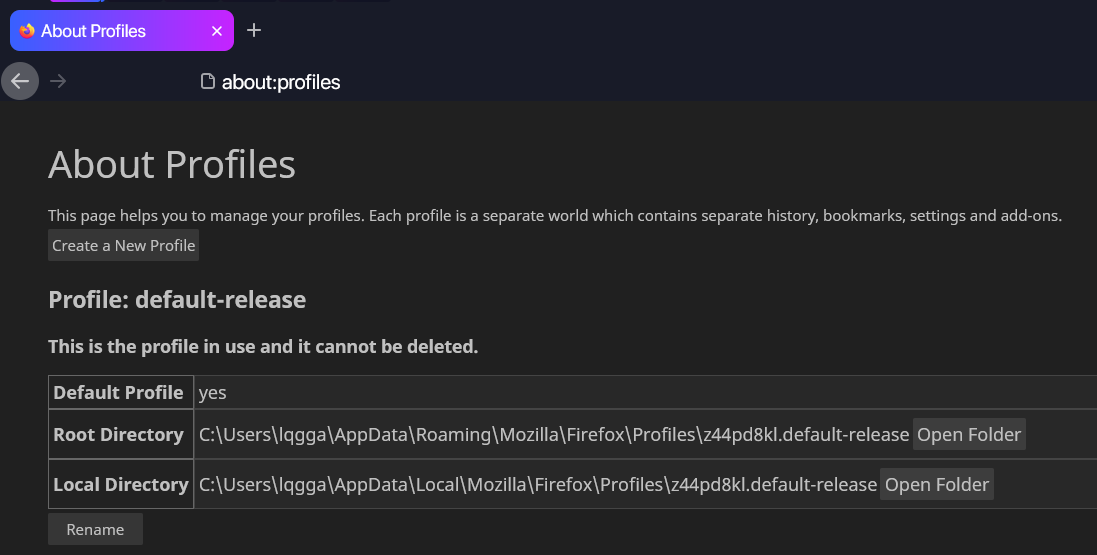 About Profiles
about:profiles
About Profiles
This page helps you to manage your profiles. Each profile is a separate world which contains separate history, bookmarks, settings and add-ons.
Create a New Profile
Profile: default-release
This is the profile in use and it cannot be deleted.
Default Profile yes
Root Directory C:\Users\lqgga\AppData\Roaming\Mozilla\Firefox\Profiles\z44pd8kl.default-release Open Folder
Local Directory C:\Users\lqgga\AppData\Local\Mozilla\Firefox\Profiles\z44pd8kl.default-release Open Folder
Rename